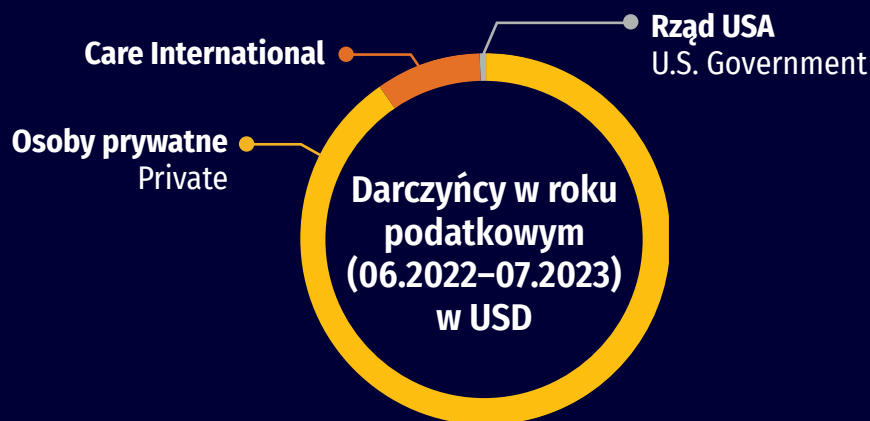 Care International
Rząd USA
U.S. Government
Osoby prywatne
Private
Darczyńcy w roku
podatkowym
(06.2022–07.2023)
w USD